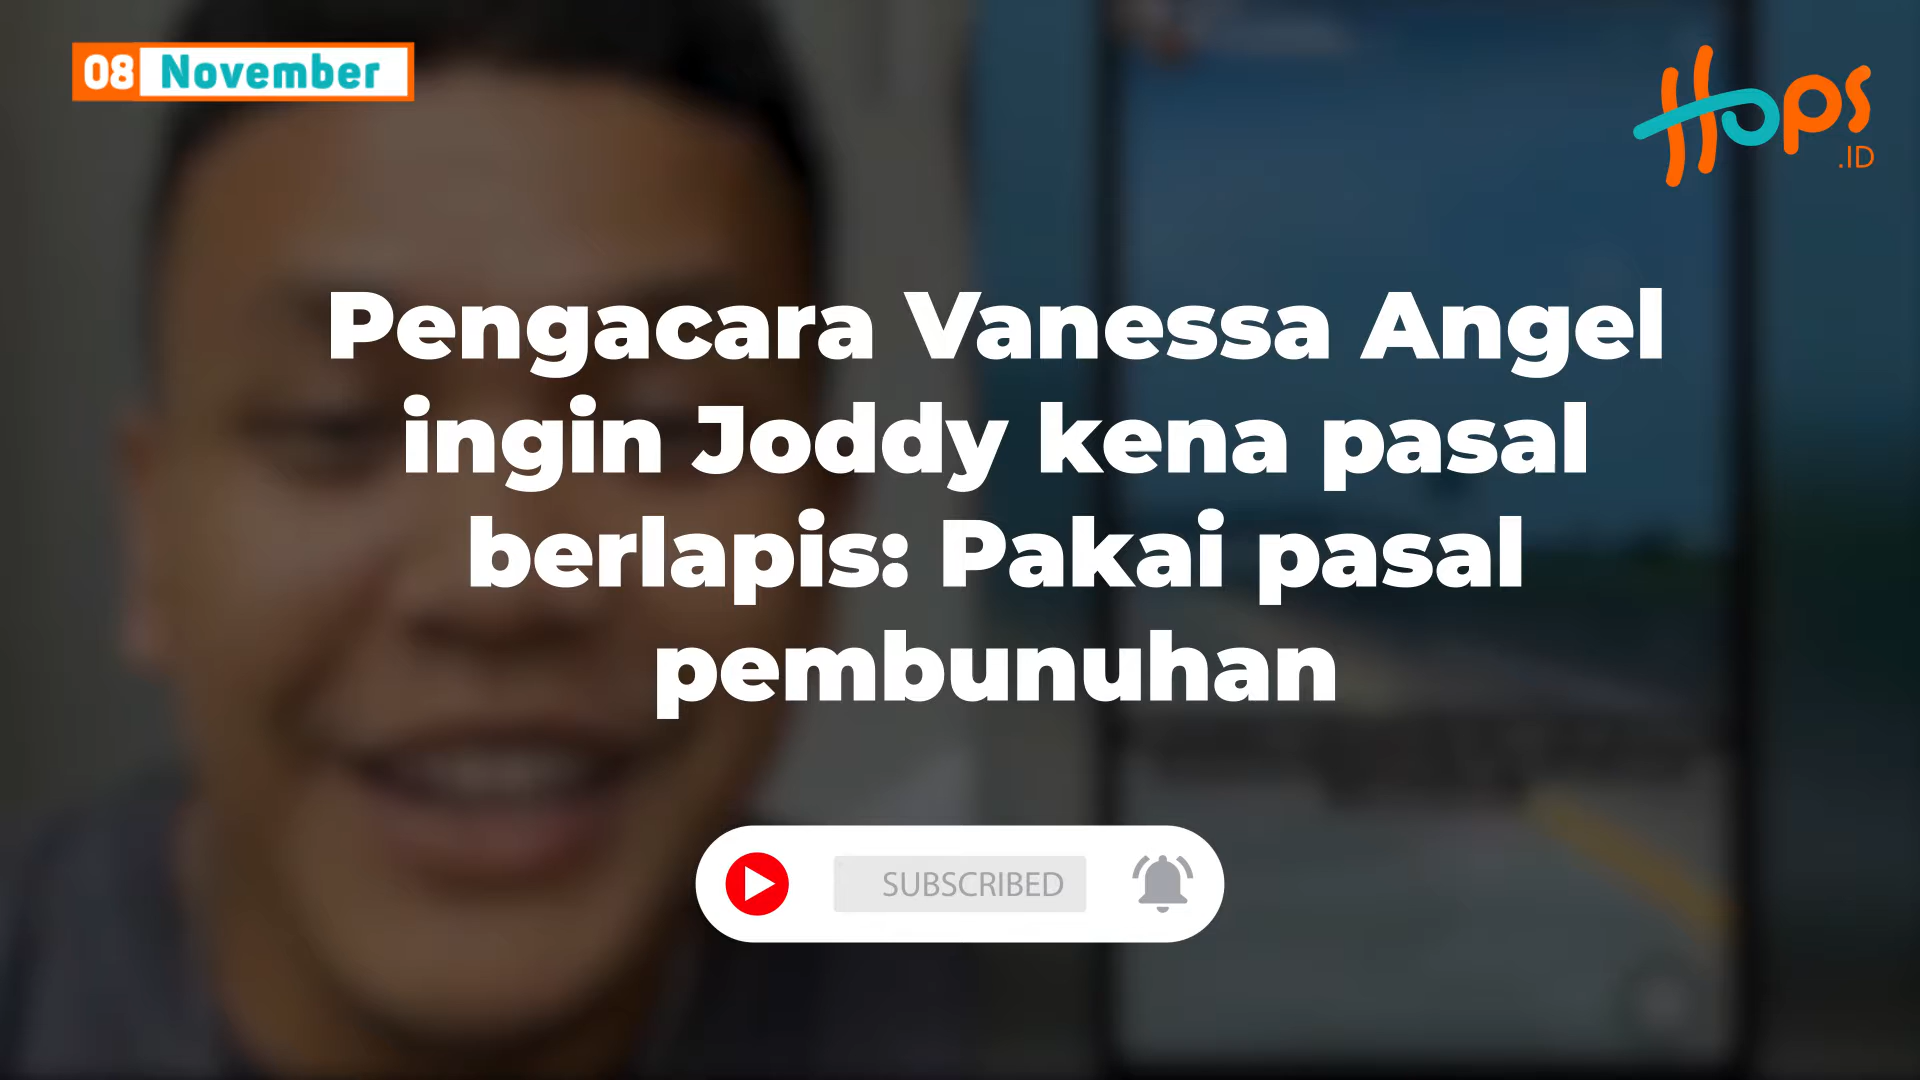 08 November
Hops
.ID
Pengacara Vanessa Angel
ingin Joddy kena pasal
berlapis: Pakai pasal
pembunuhan
SUBSCRIBED